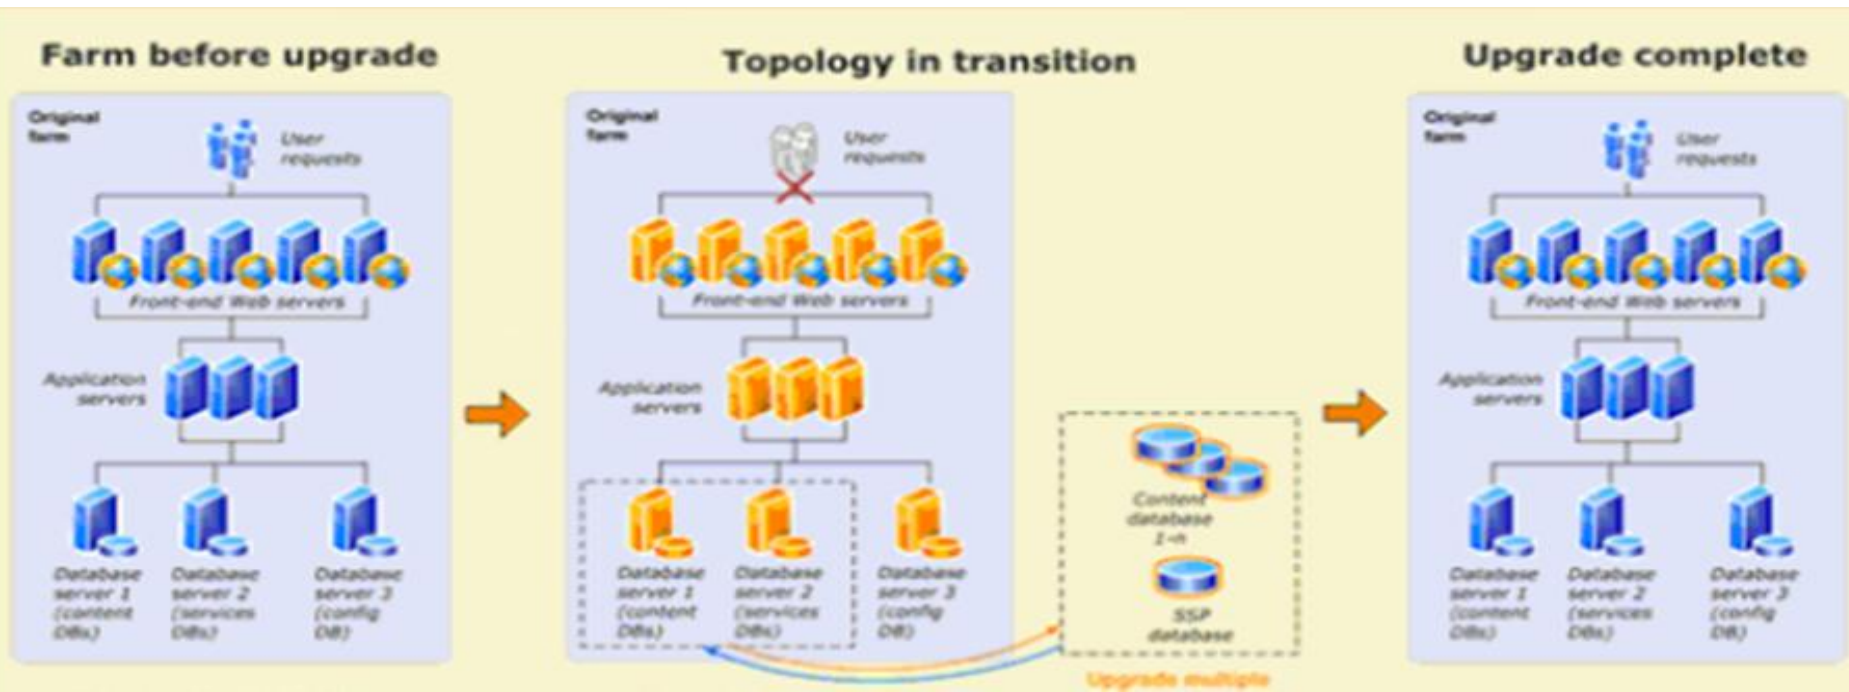 Farm before upgrade
Original
farm
User
requests
Front-end Web servers
Application
servers
Database
server 1
(content
DBs)
Database
server 2
(services
DBs)
Database
server 3
(config
DB)
Topology in transition
Original
farm
User
requests
Front-end Web servers
Application
servers
Database
server 1
(content
DBs)
Database
server 2
(services
DBs)
Database
server 3
(config
DB)
Content
database
1-n
SSP
database
Upgrade multiple
Upgrade complete
Original
farm
User
requests
Front-end Web servers
Application
servers
Database
server 1
(content
DBs)
Database
server 2
(services
DBs)
Database
server 3
(config
DB)